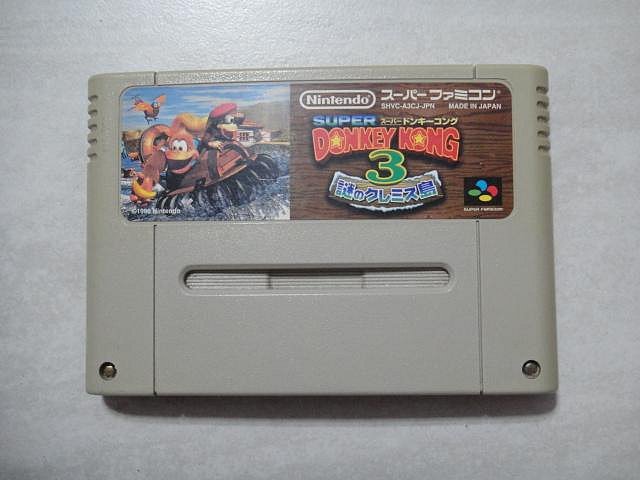 Nintendo
スーパーファミコン
SHVC-A3CJ-JPN MADE IN JAPAN
SUPER スーパードンキーコング
DONKEY KONG
3
謎のクレミス島
©1996 Nintendo
SUPER FAMICOM